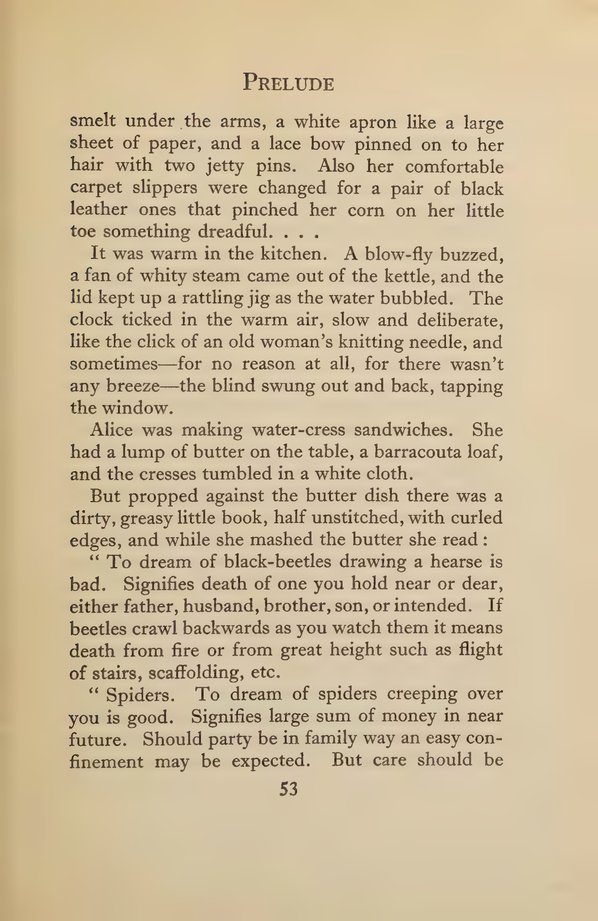 PRELUDE
smelt under the arms, a white apron like a large
sheet of paper, and a lace bow pinned on to her
hair with two jetty pins. Also her comfortable
carpet slippers were changed for a pair of black
leather ones that pinched her corn on her little
toe something dreadful. . . .
It was warm in the kitchen. A blow-fly buzzed,
a fan of whity steam came out of the kettle, and the
lid kept up a rattling jig as the water bubbled. The
clock ticked in the warm air, slow and deliberate,
like the click of an old woman's knitting needle, and
sometimes—for no reason at all, for there wasn't
any breeze—the blind swung out and back, tapping
the window.
Alice was making water-cress sandwiches. She
had a lump of butter on the table, a barracouta loaf,
and the cresses tumbled in a white cloth.
But propped against the butter dish there was a
dirty, greasy little book, half unstitched, with curled
edges, and while she mashed the butter she read :
“ To dream of black-beetles drawing a hearse is
bad. Signifies death of one you hold near or dear,
either father, husband, brother, son, or intended. If
beetles crawl backwards as you watch them it means
death from fire or from great height such as flight
of stairs, scaffolding, etc.
“ Spiders. To dream of spiders creeping over
you is good. Signifies large sum of money in near
future. Should party be in family way an easy con-
finement may be expected. But care should be
53